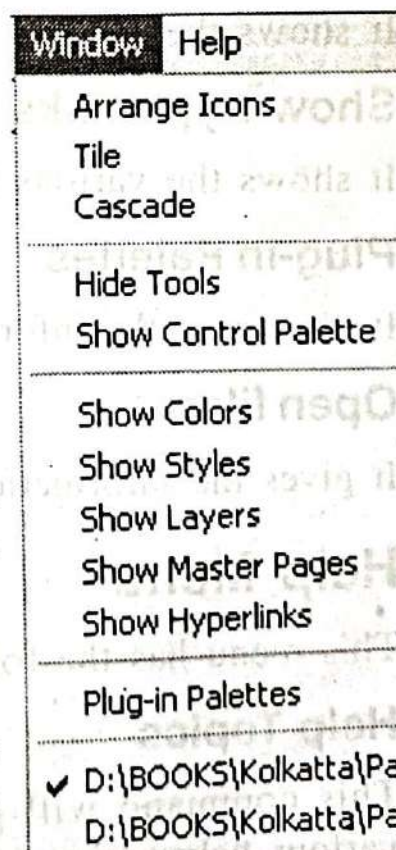 Window Help
Arrange Icons
Tile
Cascade
Hide Tools
Show Control Palette
Show Colors
Show Styles
Show Layers
Show Master Pages
Show Hyperlinks
Plug-in Palettes
✔ D:\BOOKS\Kolkatta\Pa
D:\BOOKS\Kolkatta\Pa